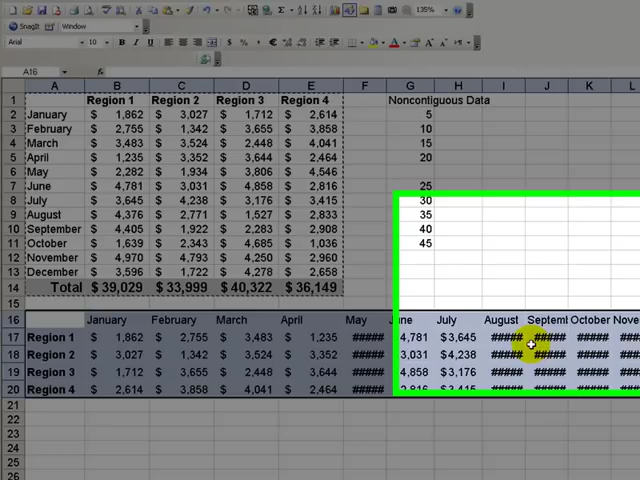 135%
SnagIt Window
Arial 10 B I U $ % ,
A16 fx
A B C D E F G H I J K L
1 Region 1 Region 2 Region 3 Region 4 Noncontiguous Data
2 January $ 1,862 $ 3,027 $ 1,712 $ 2,614 5
3 February $ 2,755 $ 1,342 $ 3,655 $ 3,858 10
4 March $ 3,483 $ 3,524 $ 2,448 $ 4,041 15
5 April $ 1,235 $ 3,352 $ 3,644 $ 2,464 20
6 May $ 2,282 $ 1,934 $ 3,806 $ 4,546
7 June $ 4,781 $ 3,031 $ 4,858 $ 2,816 25
8 July $ 3,645 $ 4,238 $ 3,176 $ 3,415 30
9 August $ 4,376 $ 2,771 $ 1,527 $ 2,833 35
10 September $ 4,405 $ 1,922 $ 2,283 $ 2,908 40
11 October $ 1,639 $ 2,343 $ 4,685 $ 1,036 45
12 November $ 4,970 $ 4,793 $ 4,250 $ 2,960
13 December $ 3,596 $ 1,722 $ 4,278 $ 2,658
14 Total $ 39,029 $ 33,999 $ 40,322 $ 36,149
15
16 January February March April May June July August Septemb October Nove
17 Region 1 $ 1,862 $ 2,755 $ 3,483 $ 1,235 ##### 4,781 $ 3,645 ##### ##### ##### ####
18 Region 2 $ 3,027 $ 1,342 $ 3,524 $ 3,352 ##### 3,031 $ 4,238 ##### ##### ##### ####
19 Region 3 $ 1,712 $ 3,655 $ 2,448 $ 3,644 ##### 4,858 $ 3,176 ##### ##### ##### ####
20 Region 4 $ 2,614 $ 3,858 $ 4,041 $ 2,464 ##### 2,816 $ 3,415 ##### ##### ##### ####
21
22
23
24
25
26